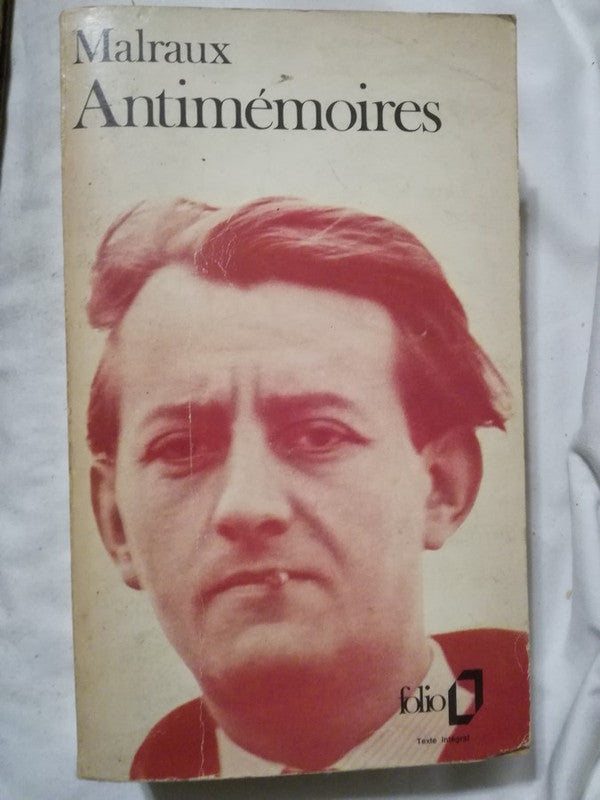 Malraux
Antimémoires
folio
Texte intégral